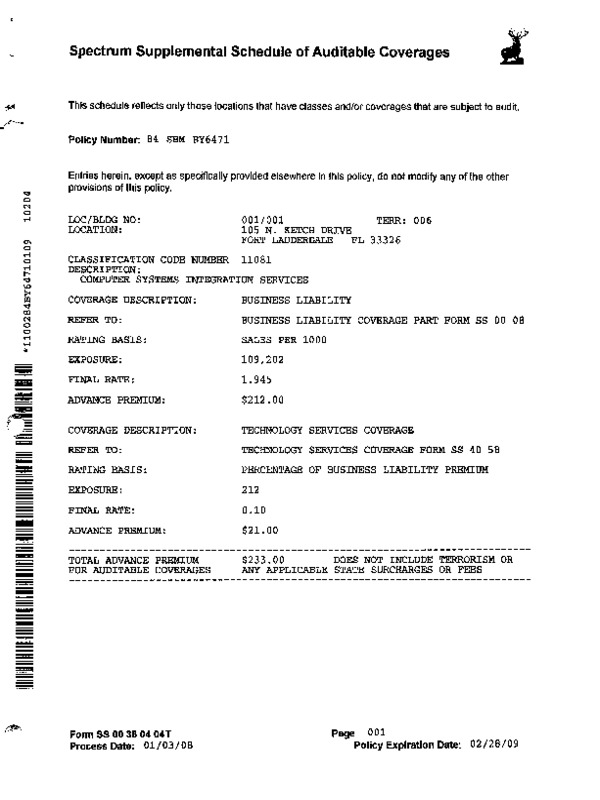 Spectrum Supplemental Schedule of Auditable Coverages
This schedule reflects only those locations that have classes and/or coverages that are subject to audit.
Policy Number: 84 SBM BY6471
Entries herein, except as specifically provided elsewhere in this policy, do not modify any of the other
provisions of this policy.
LOC/BLDG NO: 001/001 TERR: 006
LOCATION: 105 N. KETCH DRIVE
FORT LAUDERDALE FL 33326
CLASSIFICATION CODE NUMBER 11081
DESCRIPTION:
COMPUTER SYSTEMS INTEGRATION SERVICES
COVERAGE DESCRIPTION: BUSINESS LIABILITY
REFER TO: BUSINESS LIABILITY COVERAGE PART FORM SS 00 08
RATING BASIS: SALES PER 1000
EXPOSURE: 109,202
FINAL RATE: 1.945
ADVANCE PREMIUM: $212.00
COVERAGE DESCRIPTION: TECHNOLOGY SERVICES COVERAGE
REFER TO: TECHNOLOGY SERVICES COVERAGE FORM SS 40 58
RATING BASIS: PERCENTAGE OF BUSINESS LIABILITY PREMIUM
EXPOSURE: 212
FINAL RATE: 0.10
ADVANCE PREMIUM: $21.00
TOTAL ADVANCE PREMIUM $233.00 DOES NOT INCLUDE TERRORISM OR
FOR AUDITABLE COVERAGES ANY APPLICABLE STATE SURCHARGES OR FEES
*1100284BY64710109 10204
Form SS 00 38 04 04T Page 001
Process Date: 01/03/08 Policy Expiration Date: 02/28/09